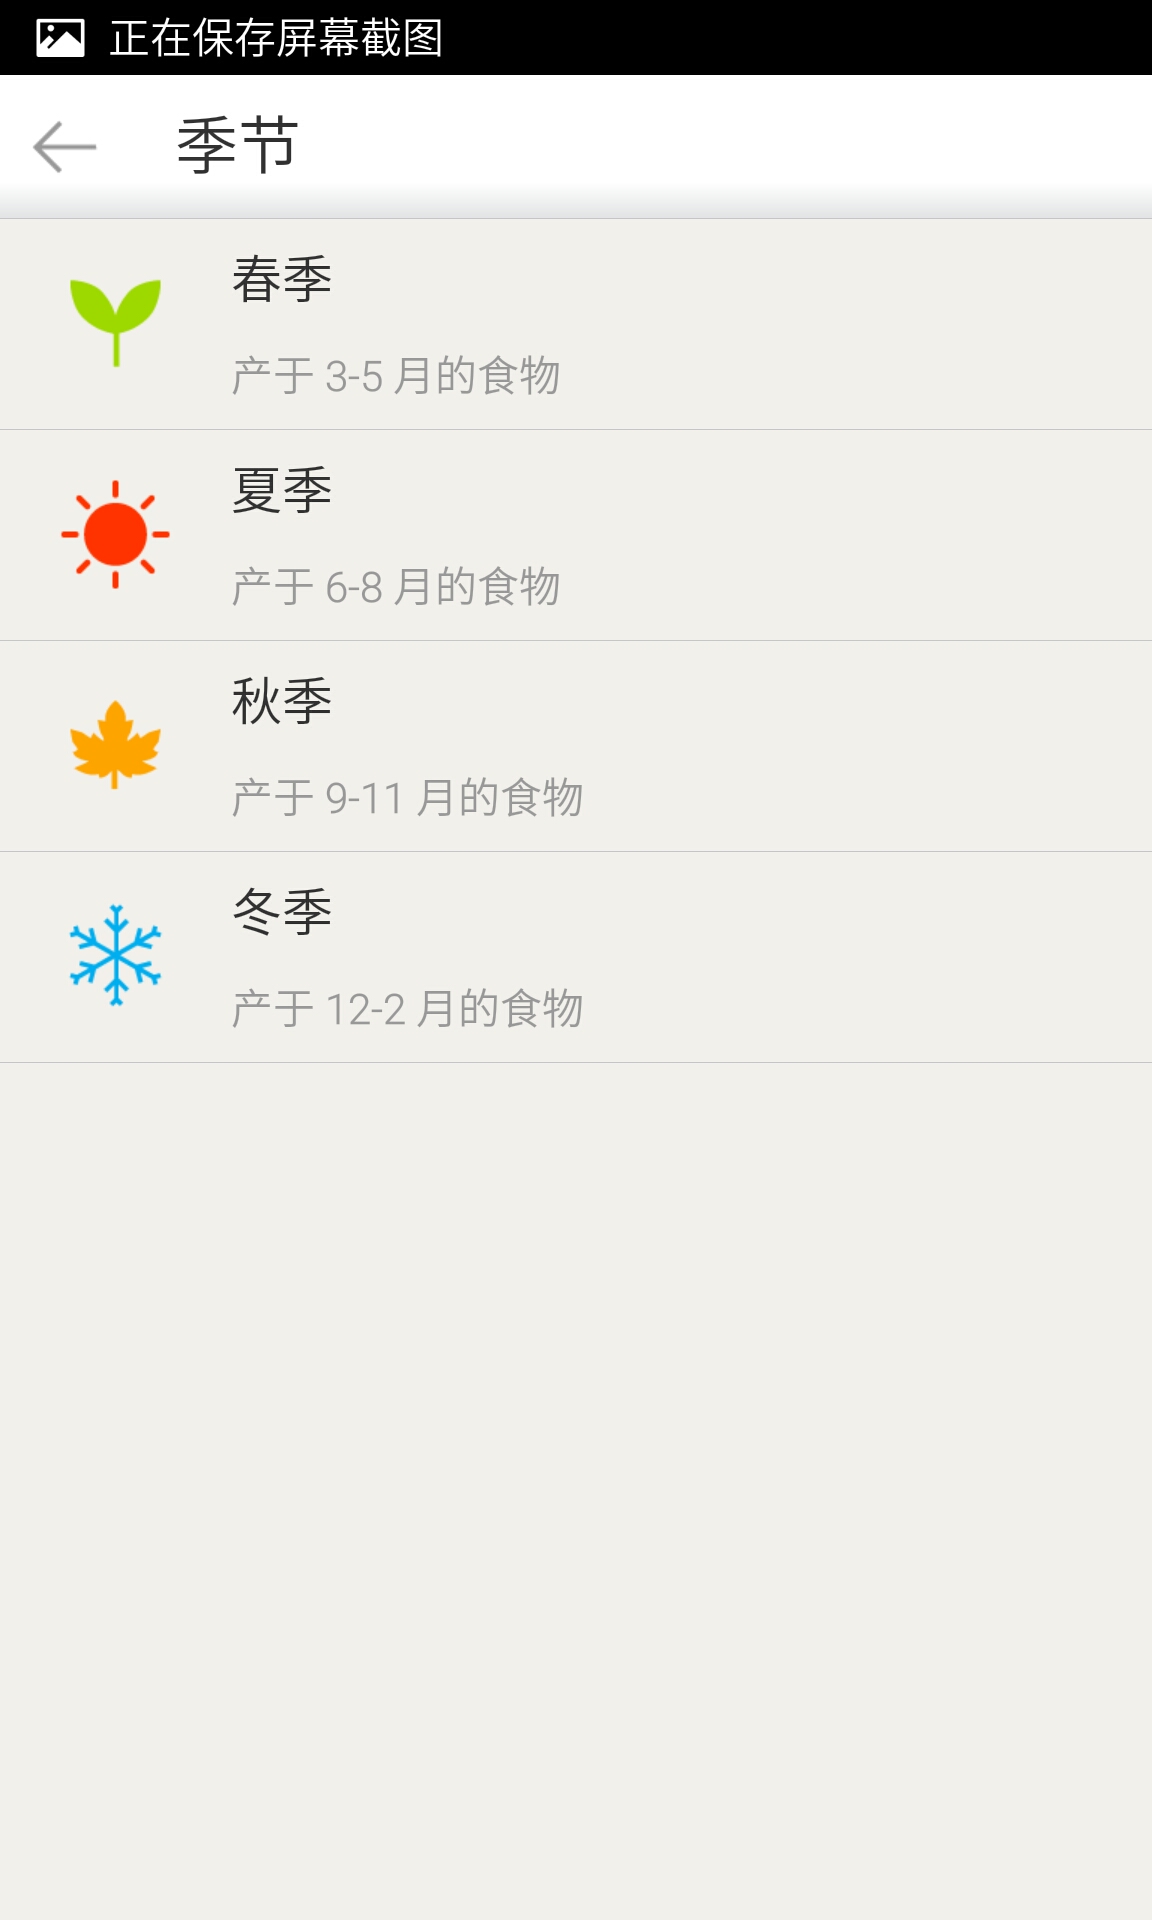 正在保存屏幕截图
季节
春季
产于 3-5 月的食物
夏季
产于 6-8 月的食物
秋季
产于 9-11 月的食物
冬季
产于 12-2 月的食物